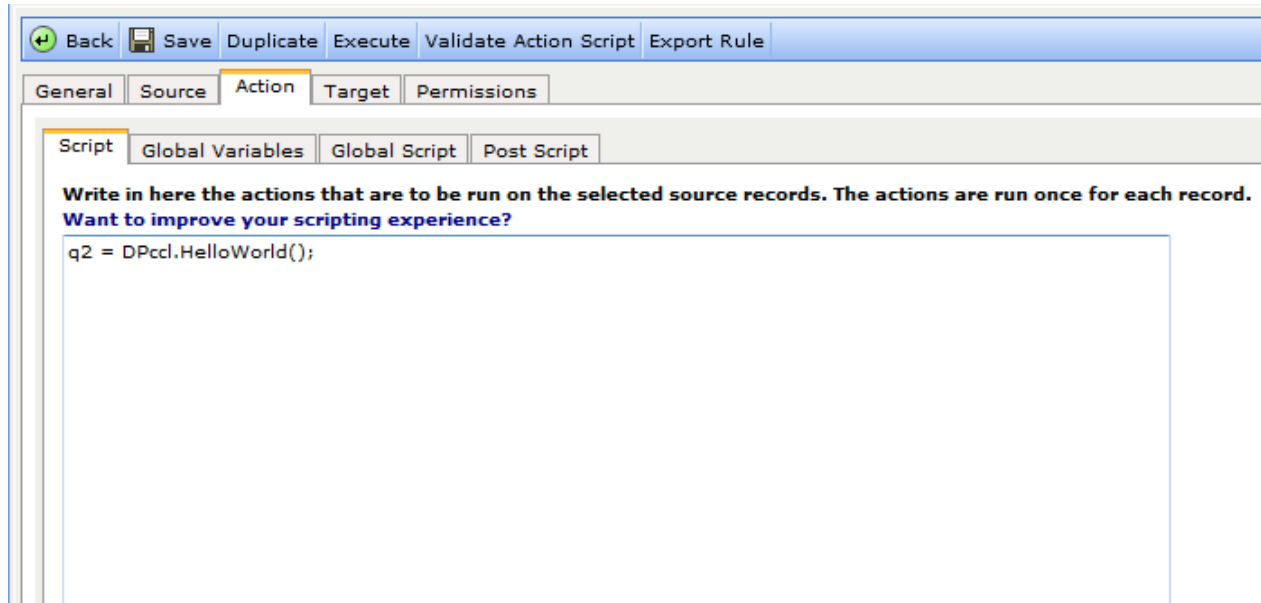 Back Save Duplicate Execute Validate Action Script Export Rule
General Source Action Target Permissions
Script Global Variables Global Script Post Script
Write in here the actions that are to be run on the selected source records. The actions are run once for each record.
Want to improve your scripting experience?
q2 = DPccl.HelloWorld();